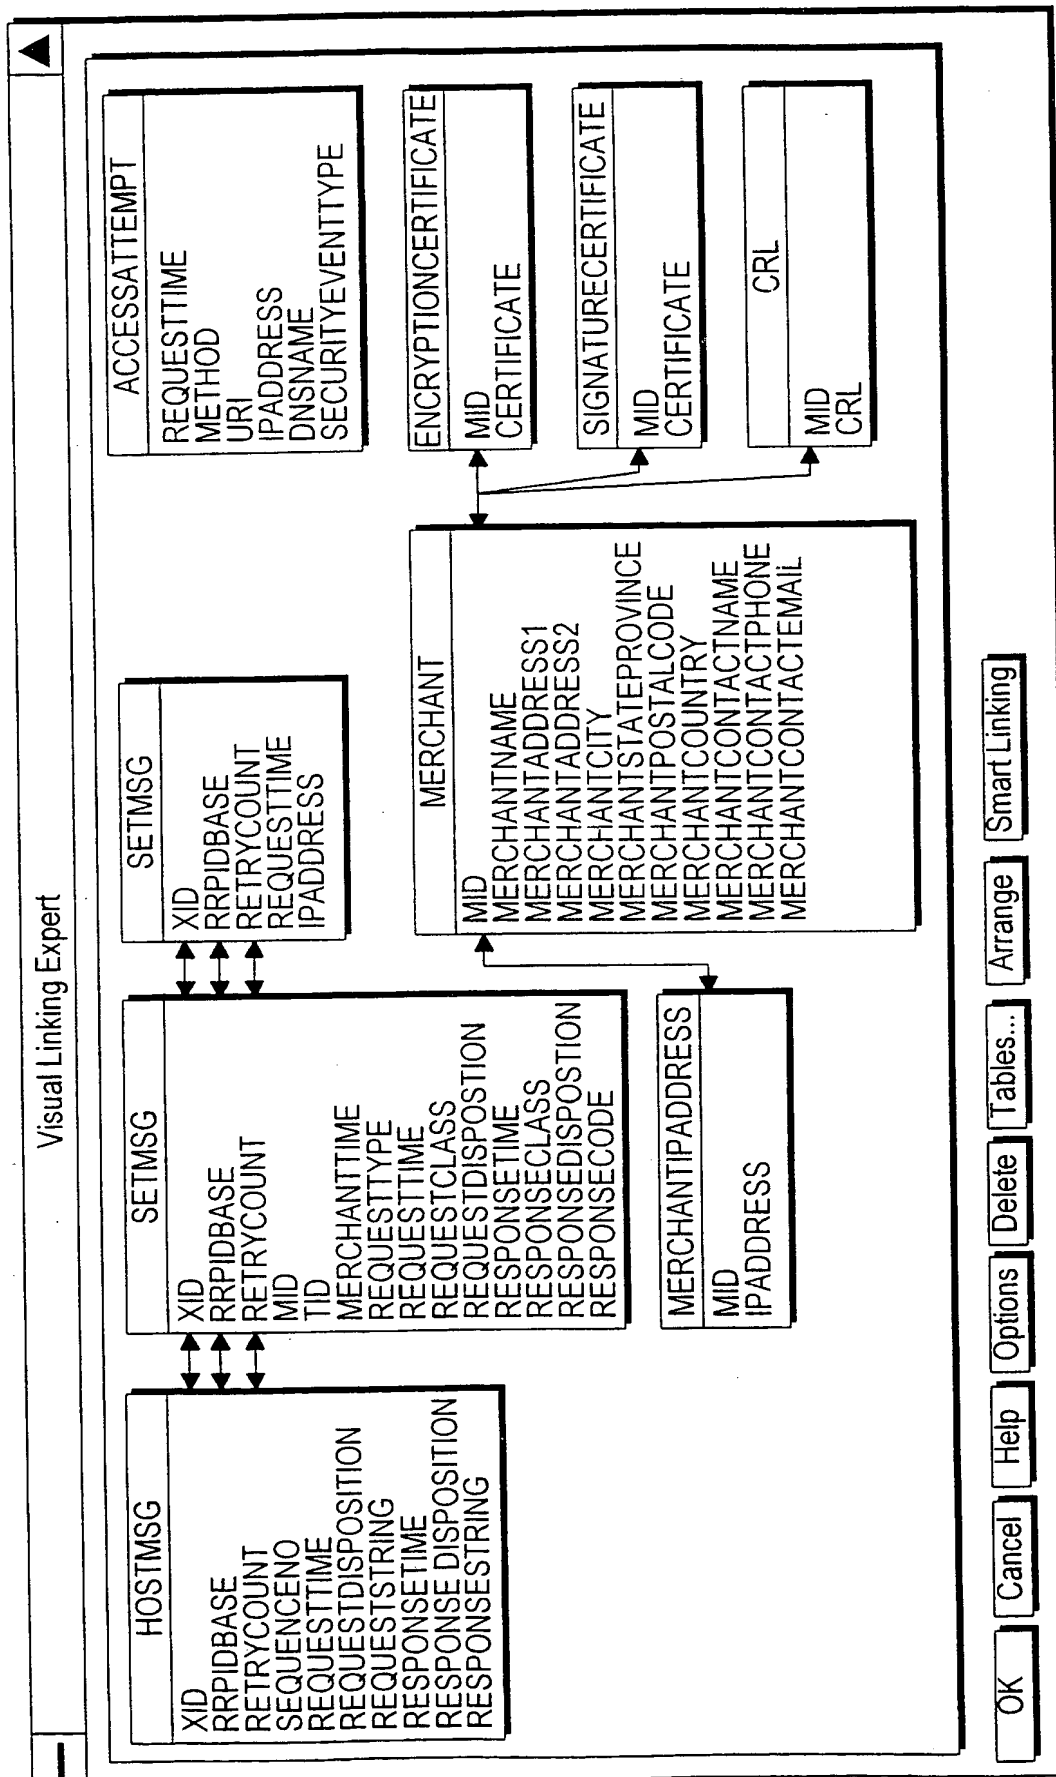 Visual Linking Expert
HOSTMSG
XID
RRPIDBASE
RETRYCOUNT
SEQUENCENO
REQUESTTIME
REQUESTDISPOSITION
REQUESTSTRING
RESPONSETIME
RESPONSE DISPOSITION
RESPONSESTRING
SETMSG
XID
RRPIDBASE
RETRYCOUNT
MID
TID
MERCHANTTIME
REQUESTTYPE
REQUESTTIME
REQUESTCLASS
REQUESTDISPOSTION
RESPONSETIME
RESPONSECLASS
RESPONSEDISPOSTION
RESPONSECODE
SETMSG
XID
RRPIDBASE
RETRYCOUNT
REQUESTTIME
IPADDRESS
ACCESSATTEMPT
REQUESTTIME
METHOD
URI
IPADDRESS
DNSNAME
SECURITYEVENTTYPE
MERCHANTIPADDRESS
MID
IPADDRESS
MERCHANT
MID
MERCHANTNAME
MERCHANTADDRESS1
MERCHANTADDRESS2
MERCHANTCITY
MERCHANTSTATEPROVINCE
MERCHANTPOSTALCODE
MERCHANTCOUNTRY
MERCHANTCONTACTNAME
MERCHANTCONTACTPHONE
MERCHANTCONTACTEMAIL
ENCRYPTIONCERTIFICATE
MID
CERTIFICATE
SIGNATURECERTIFICATE
MID
CERTIFICATE
CRL
MID
CRL
OK Cancel Help Options Delete Tables... Arrange Smart Linking